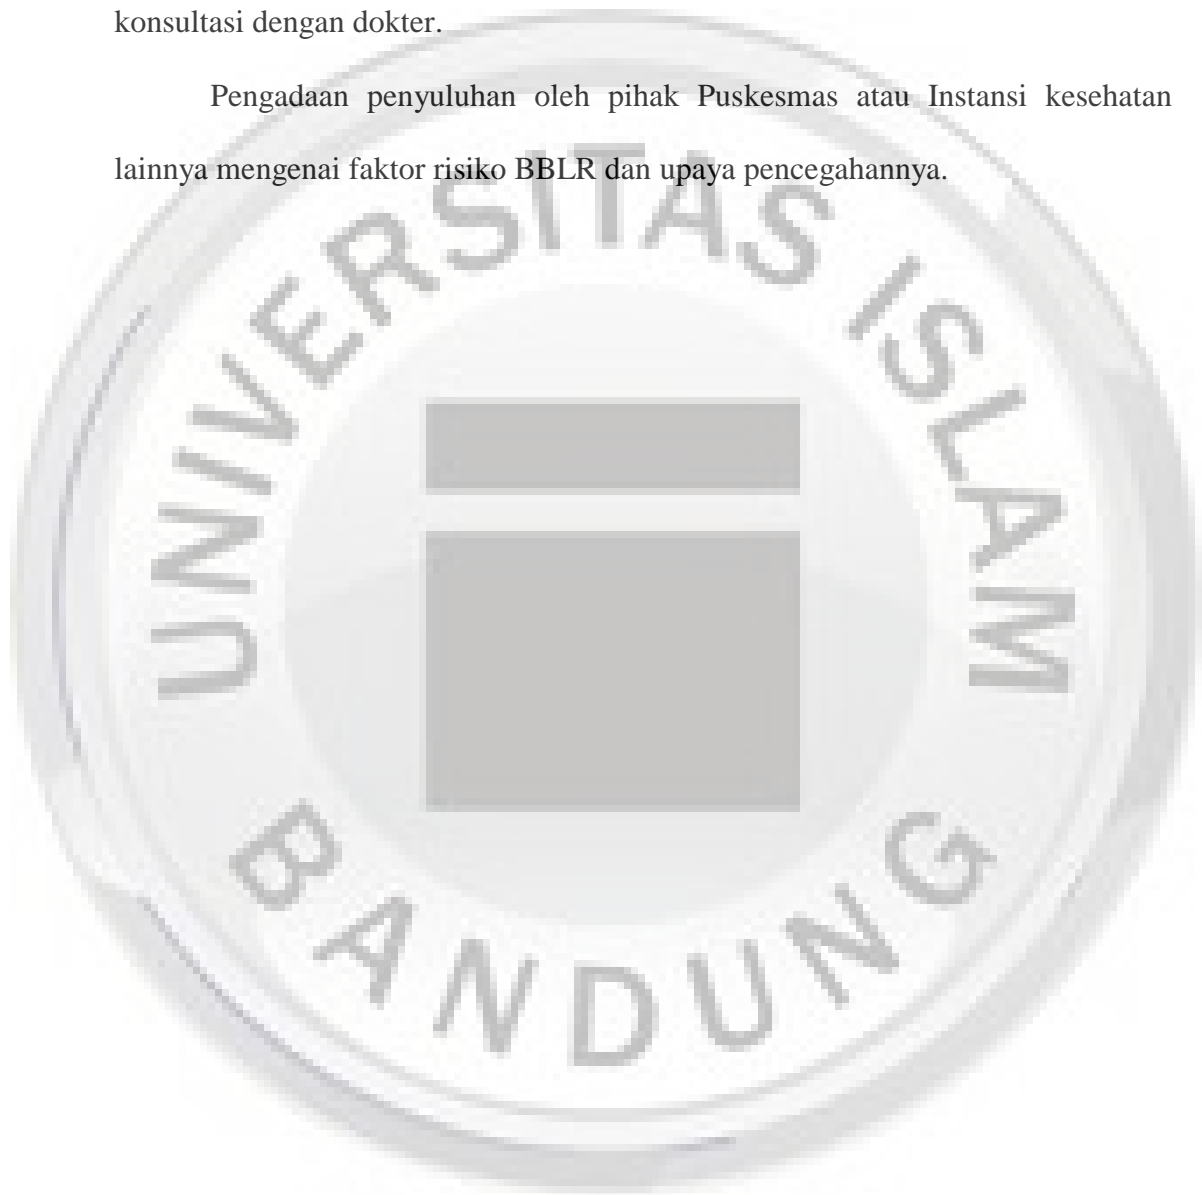 konsultasi dengan dokter.
Pengadaan penyuluhan oleh pihak Puskesmas atau Instansi kesehatan
lainnya mengenai faktor risiko BBLR dan upaya pencegahannya.
UNIVERSITAS ISLAM
BANDUNG